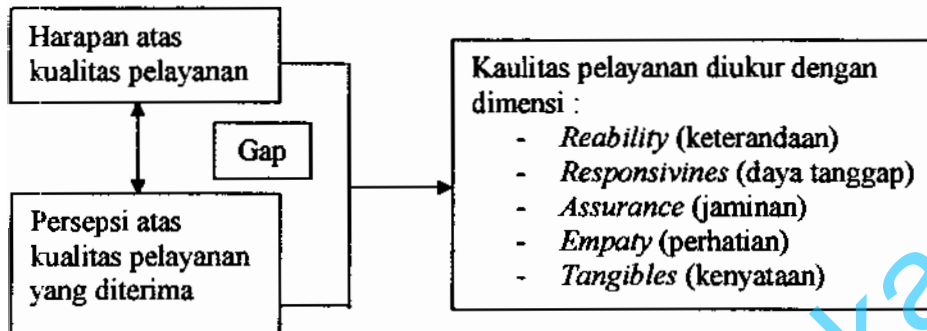 Harapan atas
kualitas pelayanan
Gap
Persepsi atas
kualitas pelayanan
yang diterima
Kaulitas pelayanan diukur dengan
dimensi :
- Reability (keterandaan)
- Responsivines (daya tanggap)
- Assurance (jaminan)
- Empaty (perhatian)
- Tangibles (kenyataan)